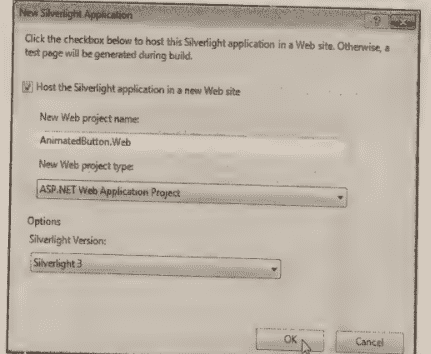 New Silverlight Application
Click the checkbox below to host this Silverlight application in a Web site. Otherwise, a
test page will be generated during build.
Host the Silverlight application in a new Web site
New Web project name:
AnimatedButton.Web
New Web project type:
ASP.NET Web Application Project
Options
Silverlight Version:
Silverlight 3
OK
Cancel